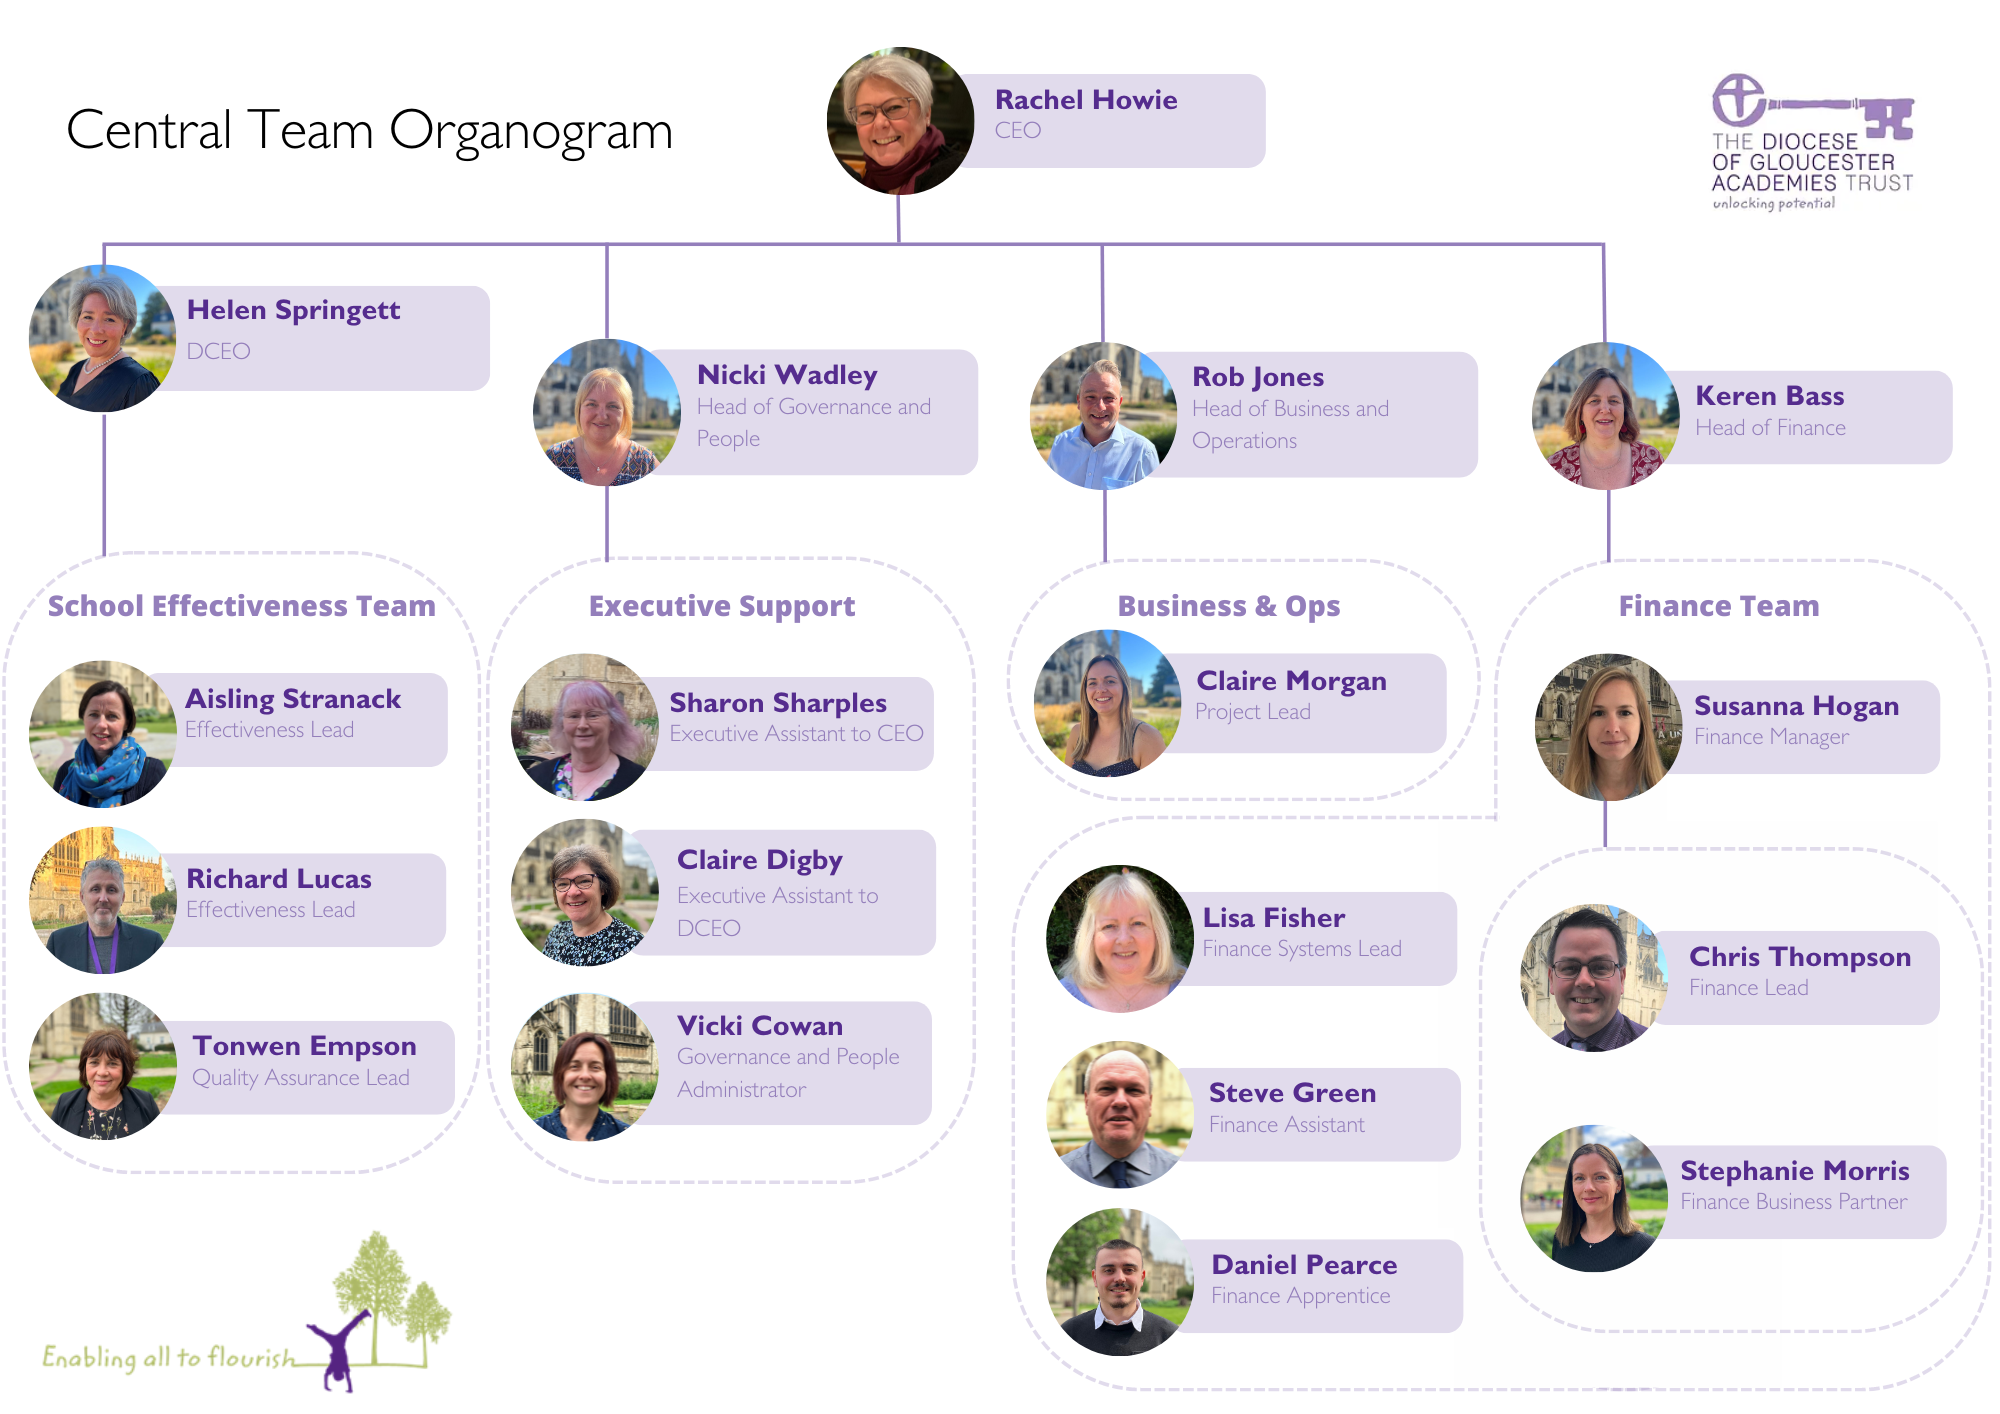 Central Team Organogram
Rachel Howie
CEO
THE DIOCESE
OF GLOUCESTER
ACADEMIES TRUST
unlocking potential
Helen Springett
DCEO
Nicki Wadley
Head of Governance and
People
Rob Jones
Head of Business and
Operations
Keren Bass
Head of Finance
School Effectiveness Team
Aisling Stranack
Effectiveness Lead
Richard Lucas
Effectiveness Lead
Tonwen Empson
Quality Assurance Lead
Executive Support
Sharon Sharples
Executive Assistant to CEO
Claire Digby
Executive Assistant to
DCEO
Vicki Cowan
Governance and People
Administrator
Business & Ops
Claire Morgan
Project Lead
Finance Team
Susanna Hogan
Finance Manager
Lisa Fisher
Finance Systems Lead
Steve Green
Finance Assistant
Daniel Pearce
Finance Apprentice
Chris Thompson
Finance Lead
Stephanie Morris
Finance Business Partner
Enabling all to flourish